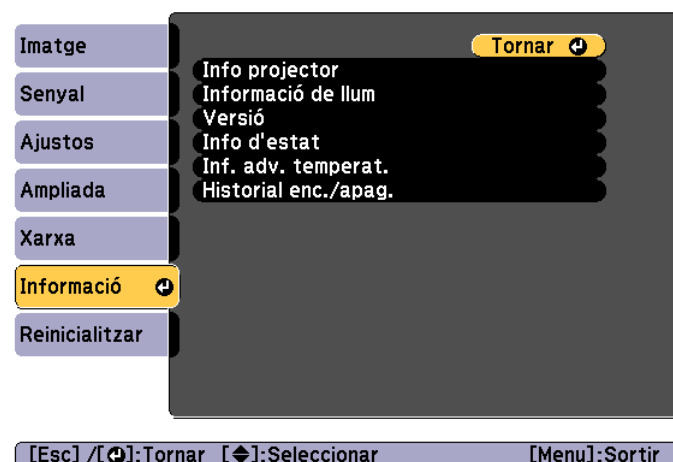 Imatge
Senyal
Ajustos
Ampliada
Xarxa
Informació
Reinicialitzar
Tornar
Info projector
Informació de llum
Versió
Info d'estat
Inf. adv. temperat.
Historial enc./apag.
[Esc] /[⏎]:Tornar [◆]:Seleccionar [Menu]:Sortir